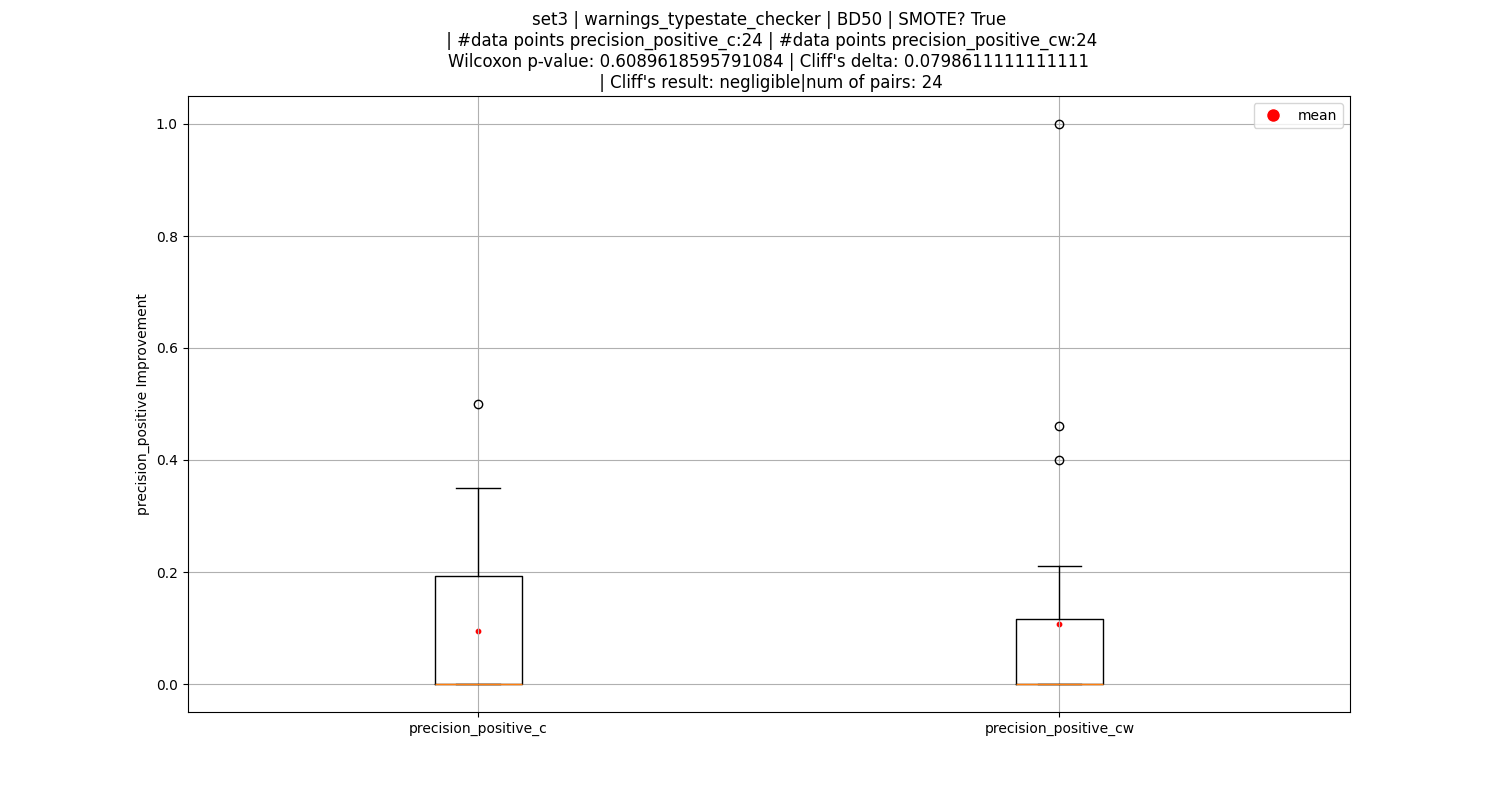 set3 | warnings_typestate_checker | BD50 | SMOTE? True
| #data points precision_positive_c:24 | #data points precision_positive_cw:24
Wilcoxon p-value: 0.6089618595791084 | Cliff's delta: 0.0798611111111111
| Cliff's result: negligible|num of pairs: 24
mean
1.0
0.8
0.6
0.4
0.2
0.0
precision_positive Improvement
precision_positive_c
precision_positive_cw